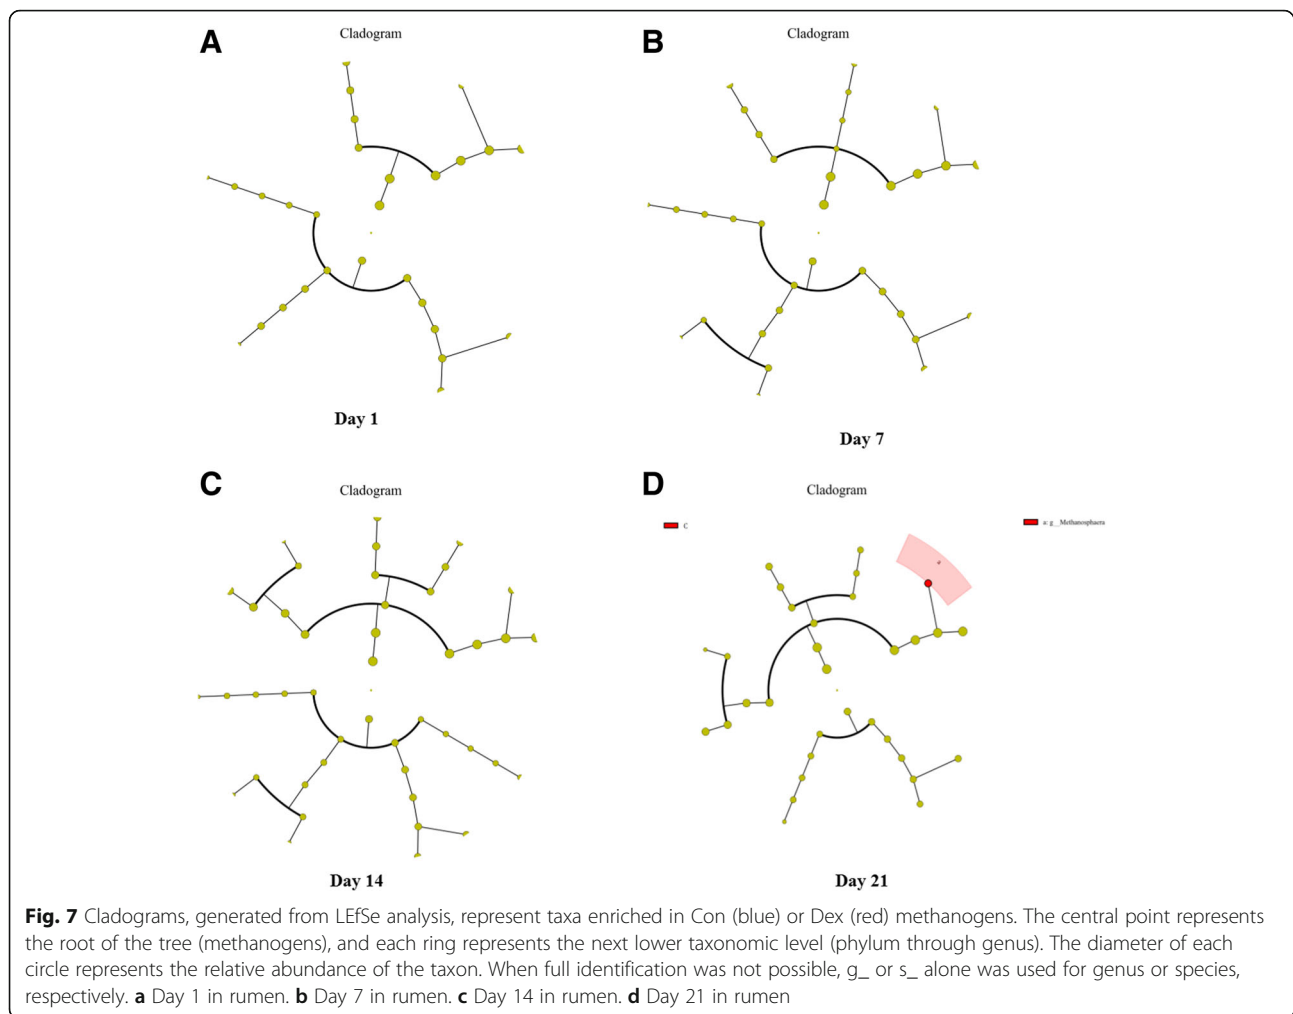 A
Cladogram
B
Cladogram
Day 1
Day 7
C
Cladogram
D
Cladogram
C
a: g__Methanosphaera
a
Day 14
Day 21
Fig. 7 Cladograms, generated from LEfSe analysis, represent taxa enriched in Con (blue) or Dex (red) methanogens. The central point represents
the root of the tree (methanogens), and each ring represents the next lower taxonomic level (phylum through genus). The diameter of each
circle represents the relative abundance of the taxon. When full identification was not possible, g_ or s_ alone was used for genus or species,
respectively. a Day 1 in rumen. b Day 7 in rumen. c Day 14 in rumen. d Day 21 in rumen